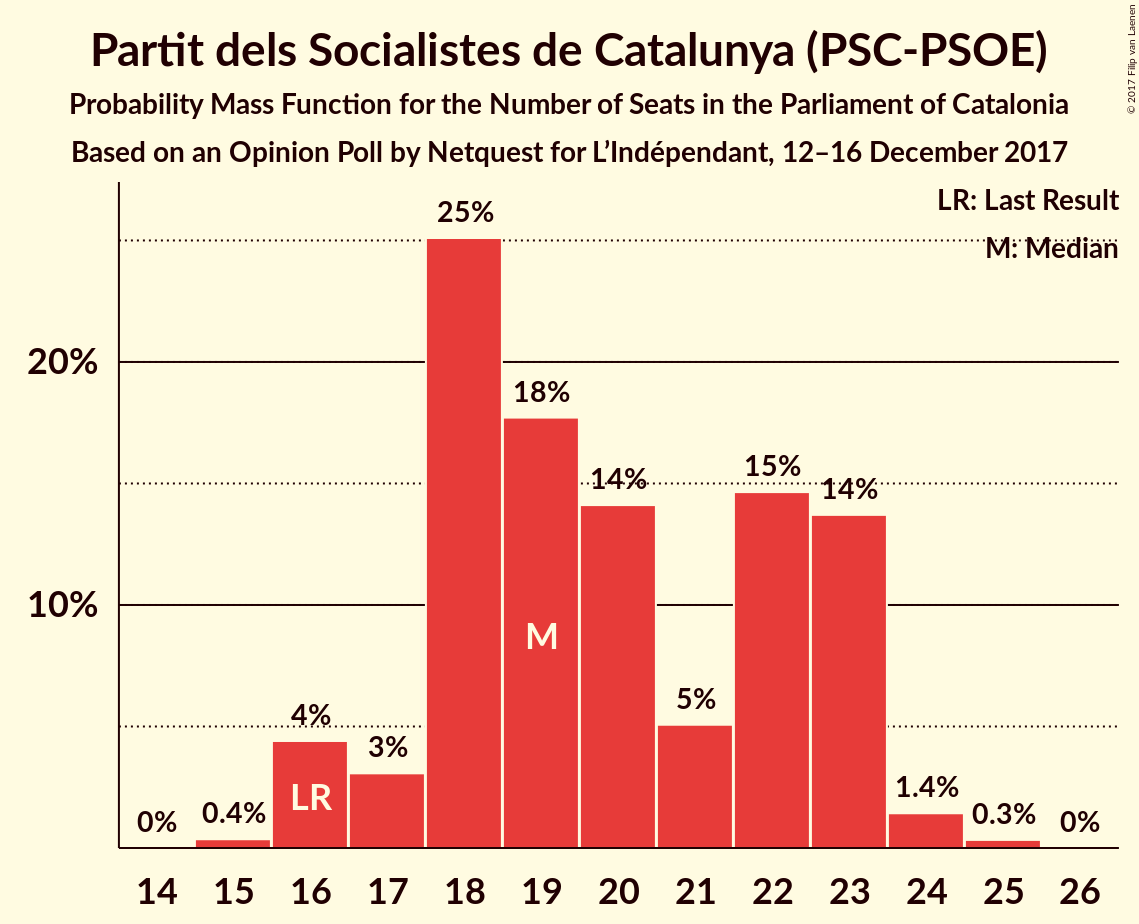 Partit dels Socialistes de Catalunya (PSC-PSOE)
Probability Mass Function for the Number of Seats in the Parliament of Catalonia
Based on an Opinion Poll by Netquest for L’Indépendant, 12–16 December 2017
© 2017 Filip van Laenen
LR: Last Result
M: Median
20%
10%
0%
0.4%
4%
3%
25%
18%
14%
5%
15%
14%
1.4%
0.3%
0%
LR
M
14 15 16 17 18 19 20 21 22 23 24 25 26